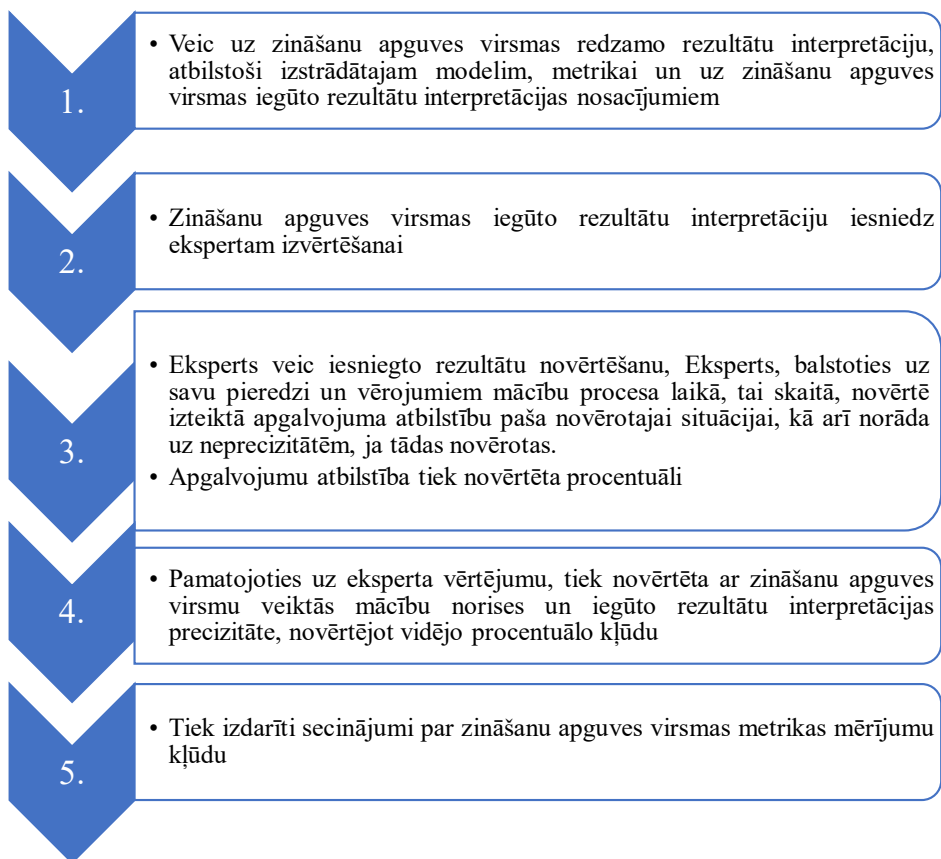 1.
• Veic uz zināšanu apguves virsmas redzamo rezultātu interpretāciju,
atbilstoši izstrādātajam modelim, metrikai un uz zināšanu apguves
virsmas iegūto rezultātu interpretācijas nosacījumiem
2.
• Zināšanu apguves virsmas iegūto rezultātu interpretāciju iesniedz
ekspertam izvērtēšanai
3.
• Eksperts veic iesniegto rezultātu novērtēšanu, Eksperts, balstoties uz
savu pieredzi un vērojumiem mācību procesa laikā, tai skaitā, novērtē
izteiktā apgalvojuma atbilstību paša novērotajai situācijai, kā arī norāda
uz neprecizitātēm, ja tādas novērotas.
• Apgalvojumu atbilstība tiek novērtēta procentuāli
4.
• Pamatojoties uz eksperta vērtējumu, tiek novērtēta ar zināšanu apguves
virsmu veiktās mācību norises un iegūto rezultātu interpretācijas
precizitāte, novērtējot vidējo procentuālo kļūdu
5.
• Tiek izdarīti secinājumi par zināšanu apguves virsmas metrikas mērījumu
kļūdu